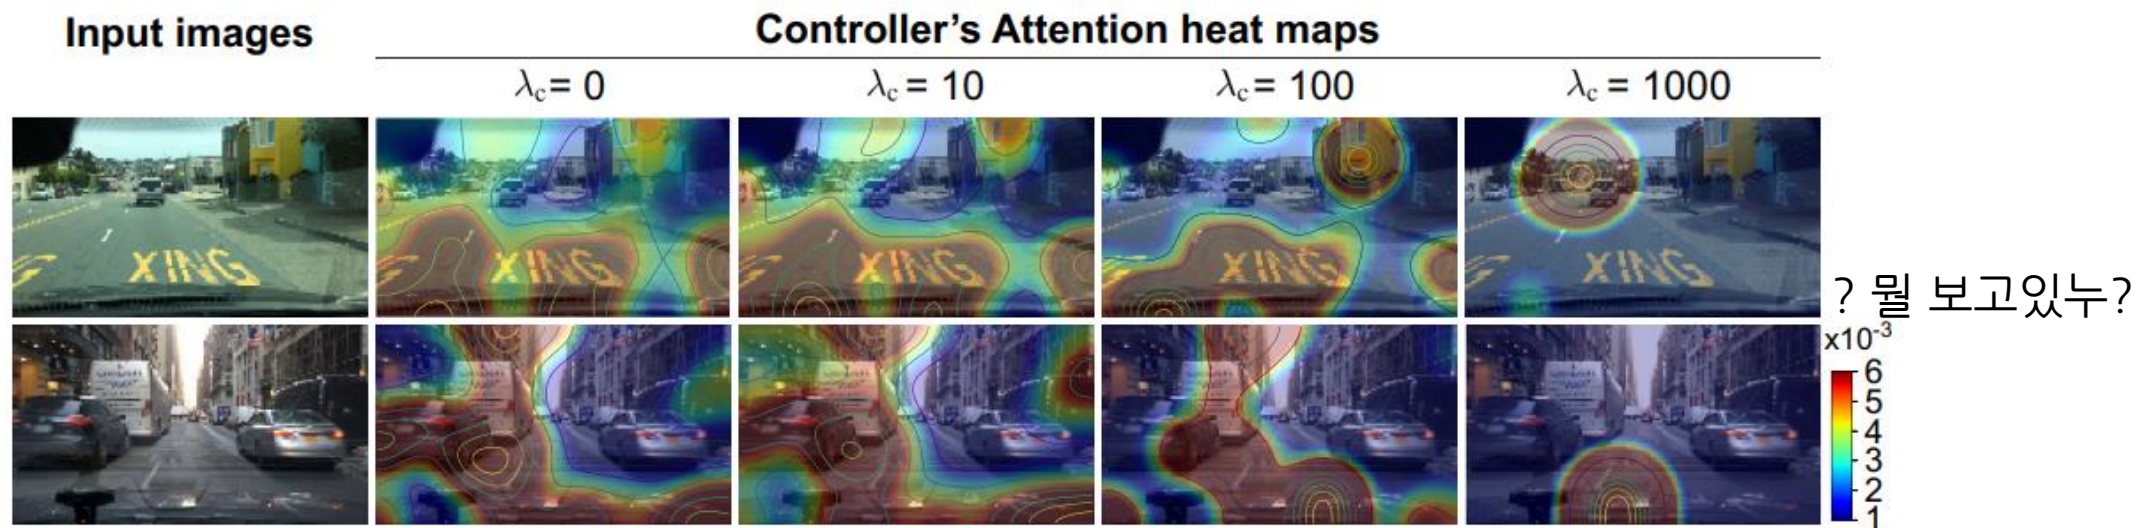 Input images
Controller's Attention heat maps
λc= 0
λc = 10
λc = 100
λc = 1000
XING
XING
XING
XING
XING
? 뭘 보고있누?
x10-3
6
5
4
3
2
1